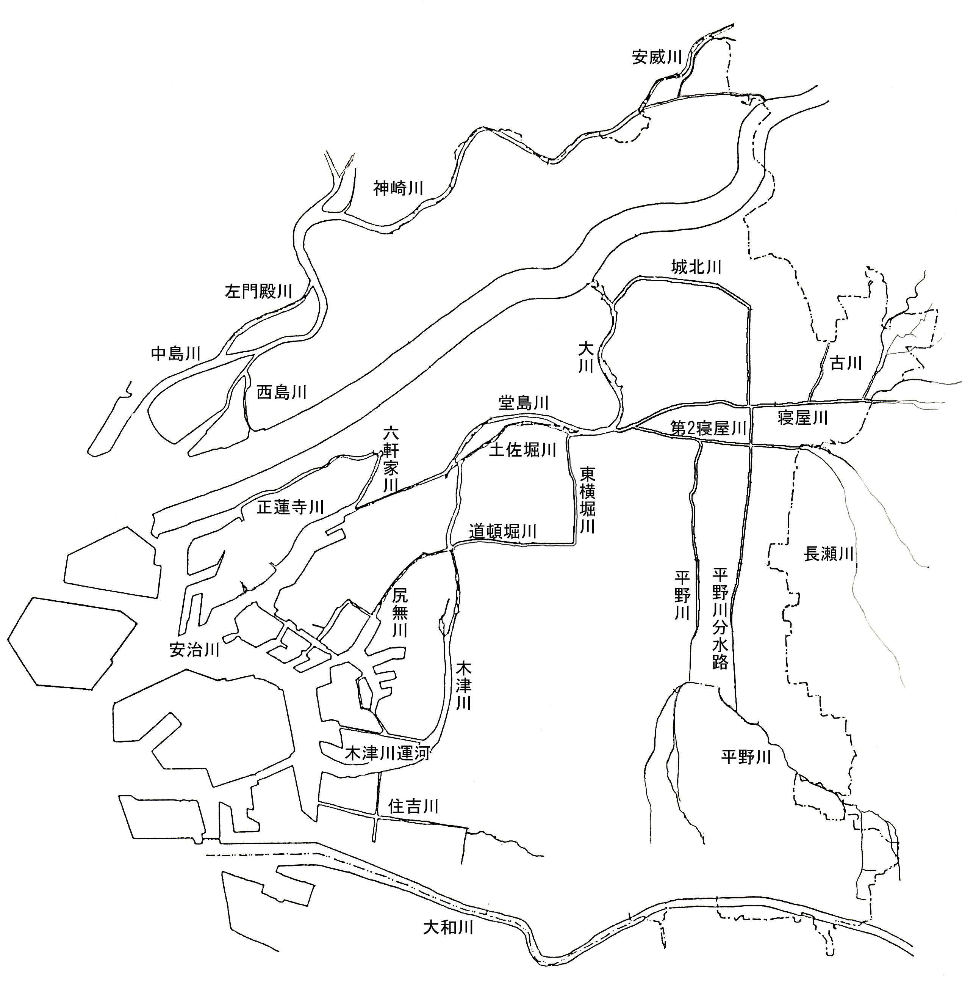 安威川
神崎川
城北川
左門殿川
中島川
大川
古川
西島川
堂島川
寝屋川
第2寝屋川
六軒家川
土佐堀川
東横堀川
正蓮寺川
道頓堀川
長瀬川
平野川
平野川分水路
尻無川
安治川
木津川
木津川運河
平野川
住吉川
大和川